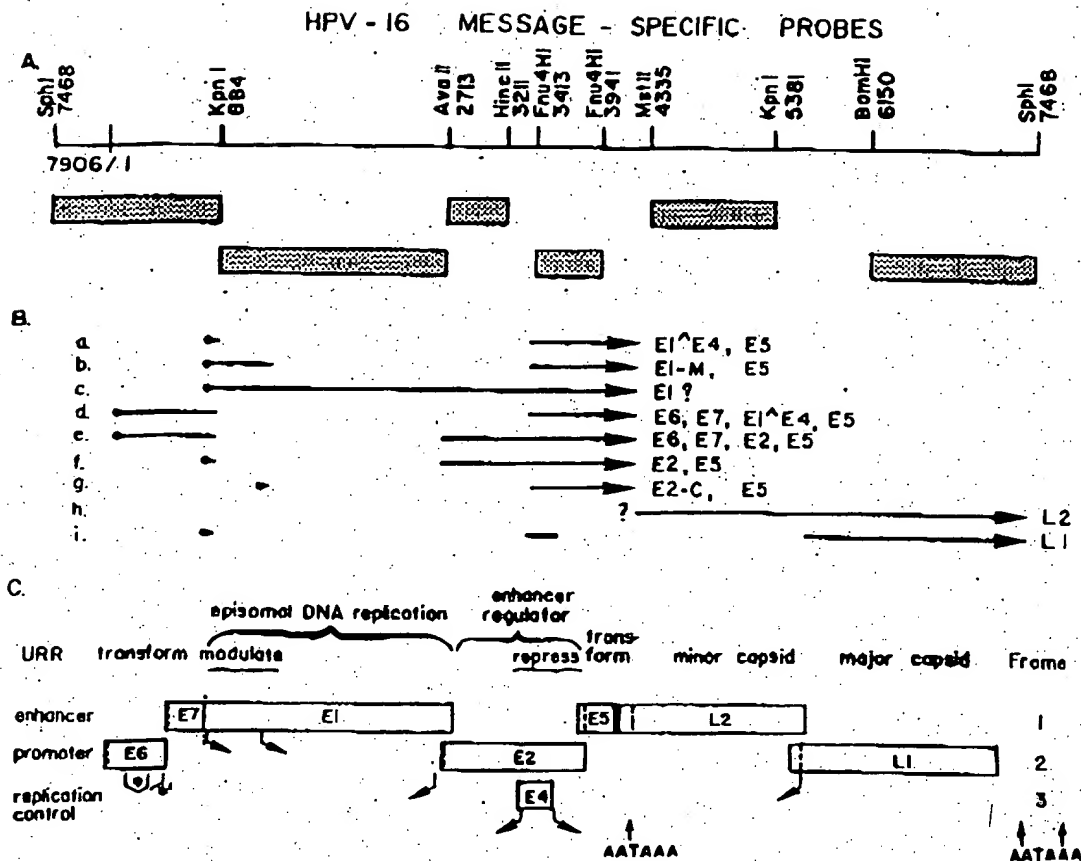 HPV-16 MESSAGE-SPECIFIC PROBES
A.
SphI 7468
KpnI 884
AvaII 2713
HincII 3211
Fnu4HI 3413
Fnu4HI 3941
MstII 4335
KpnI 5381
BamHI 6150
SphI 7468
7906/1
B.
a. E1^E4, E5
b. E1-M, E5
c. E1?
d. E6, E7, E1^E4, E5
e. E6, E7, E2, E5
f. E2, E5
g. E2-C, E5
h. ? L2
i. L1
C.
episomal DNA replication
enhancer regulator
URR transform modulate repress transform minor capsid major capsid Frame
enhancer E7 E1 E5 L2 1
promoter E6 E2 L1 2
replication control E4 3
AATAAA
AATAAA